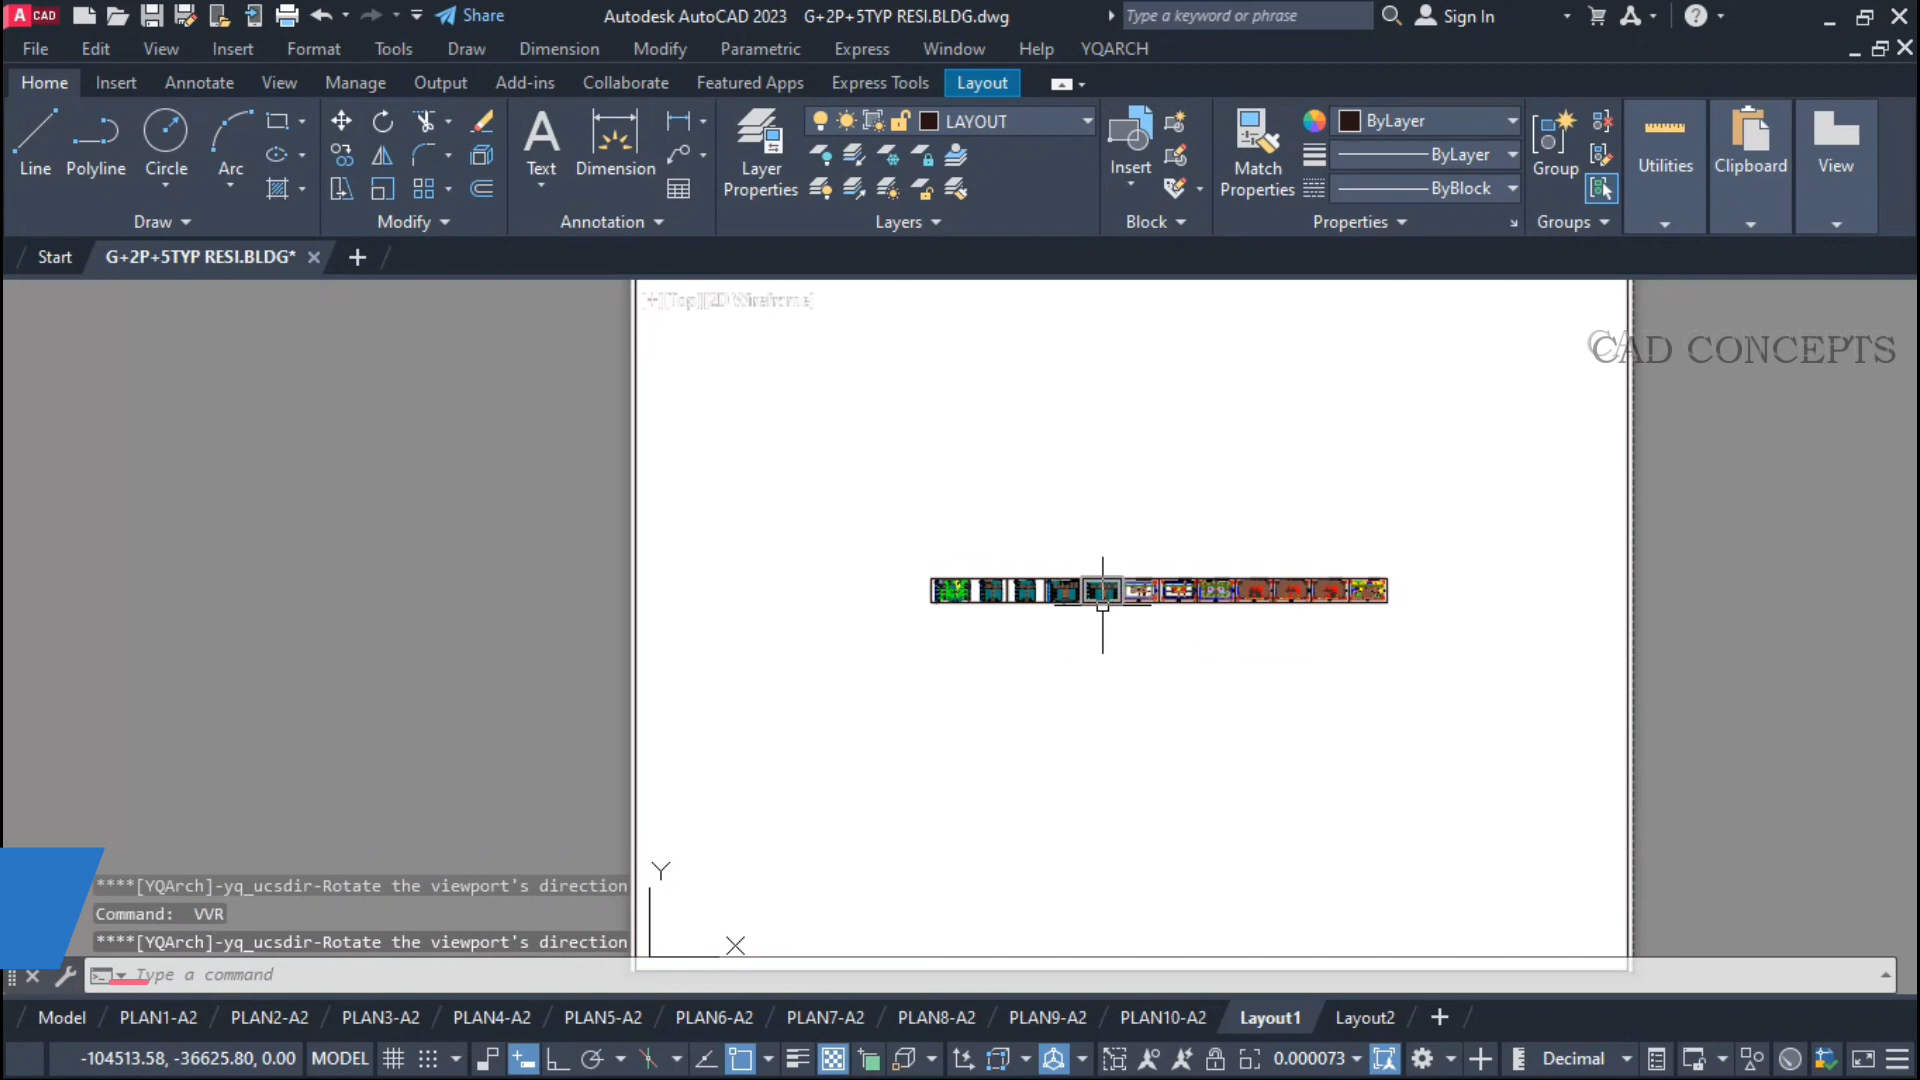 A CAD Share Autodesk AutoCAD 2023 G+2P+5TYP RESI.BLDG.dwg Type a keyword or phrase Sign In
File Edit View Insert Format Tools Draw Dimension Modify Parametric Express Window Help YQARCH
Home Insert Annotate View Manage Output Add-ins Collaborate Featured Apps Express Tools Layout
Line Polyline Circle Arc
Text Dimension
Layer Properties
LAYOUT
Insert
Match Properties
ByLayer
ByLayer
ByBlock
Group
Utilities Clipboard View
Draw Modify Annotation Layers Block Properties Groups
Start G+2P+5TYP RESI.BLDG*
[+][Top][2D Wireframe]
CAD CONCEPTS
Y
X
****[YQArch]-yq_ucsdir-Rotate the viewport's direction
Command: VVR
****[YQArch]-yq_ucsdir-Rotate the viewport's direction
Type a command
Model PLAN1-A2 PLAN2-A2 PLAN3-A2 PLAN4-A2 PLAN5-A2 PLAN6-A2 PLAN7-A2 PLAN8-A2 PLAN9-A2 PLAN10-A2 Layout1 Layout2
-104513.58, -36625.80, 0.00 MODEL 0.000073 Decimal